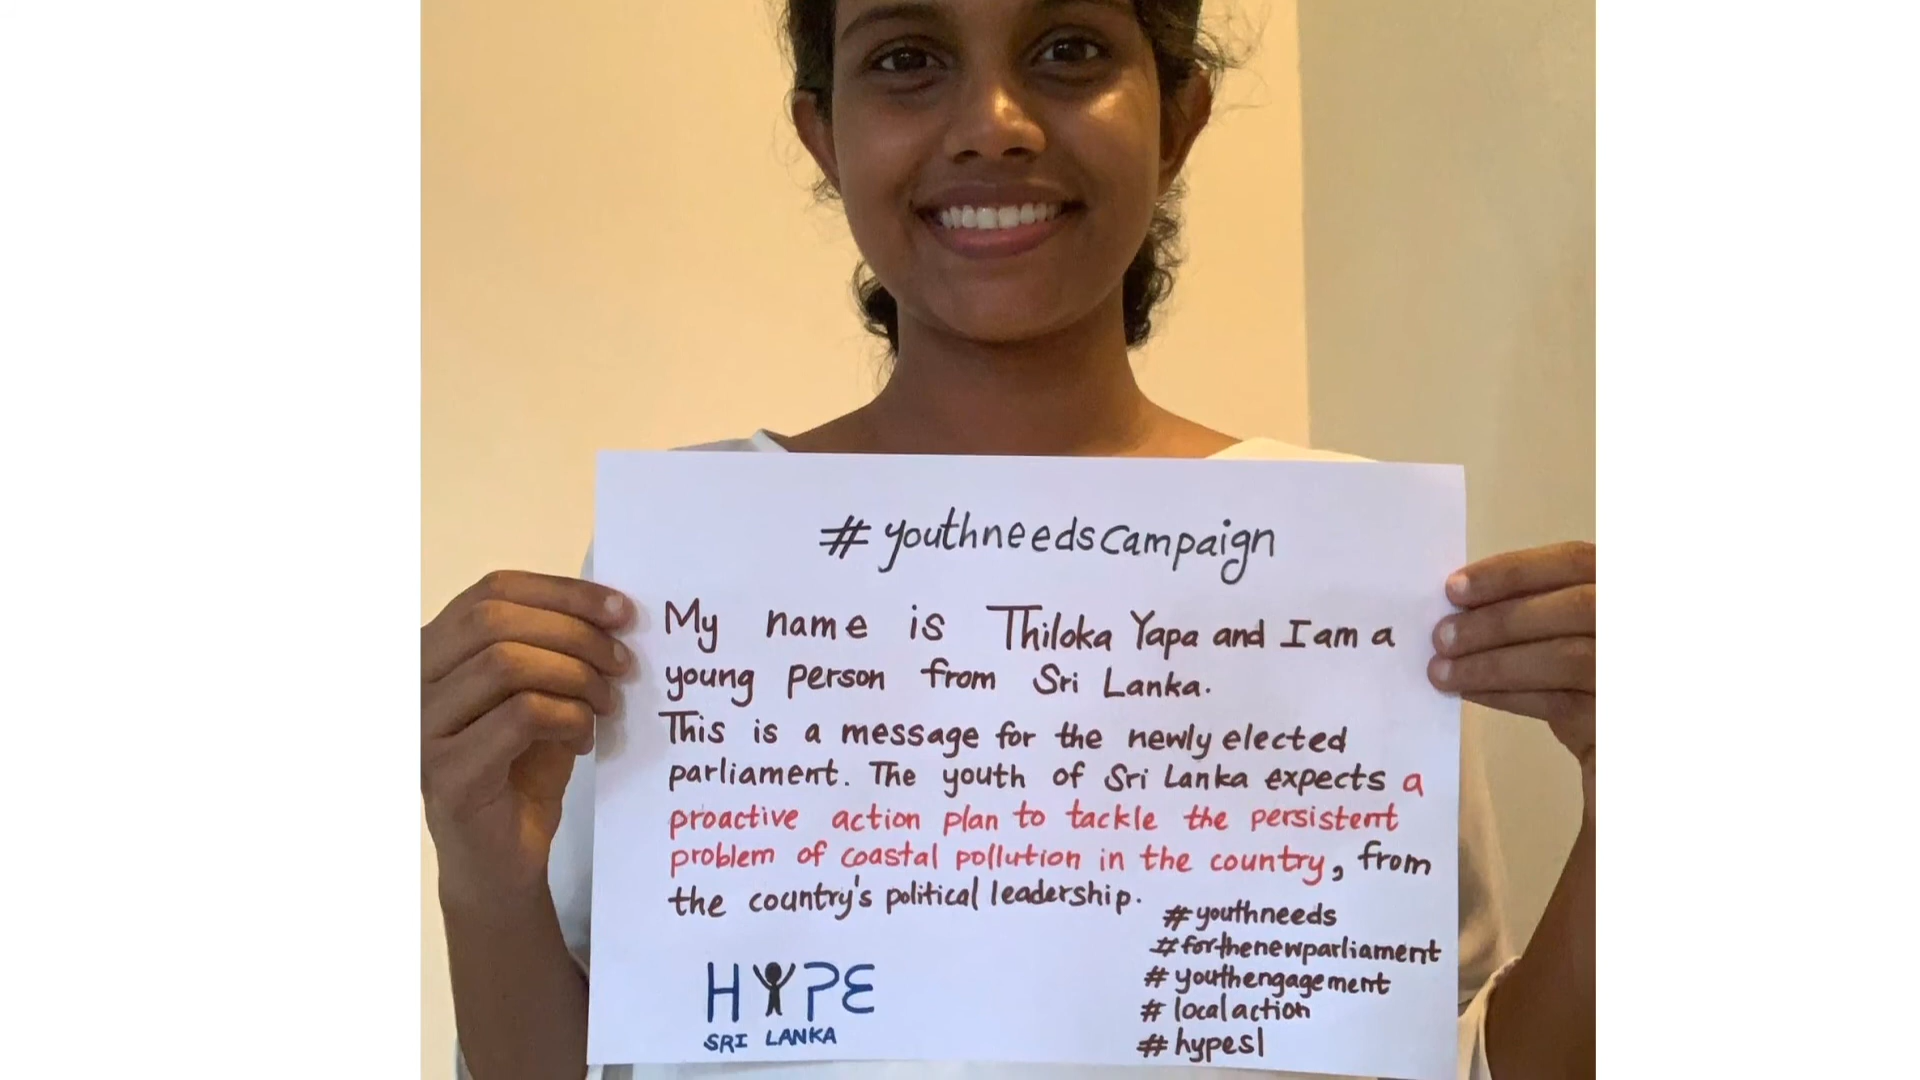 #youthneedscampaign
My name is Thiloka Yapa and I am a
young person from Sri Lanka.
This is a message for the newly elected
parliament. The youth of Sri Lanka expects a
proactive action plan to tackle the persistent
problem of coastal pollution in the country, from
the country's political leadership.
#youthneeds
#forthenewparliament
#youthengagement
#localaction
#hypesl
HYPE
SRI LANKA